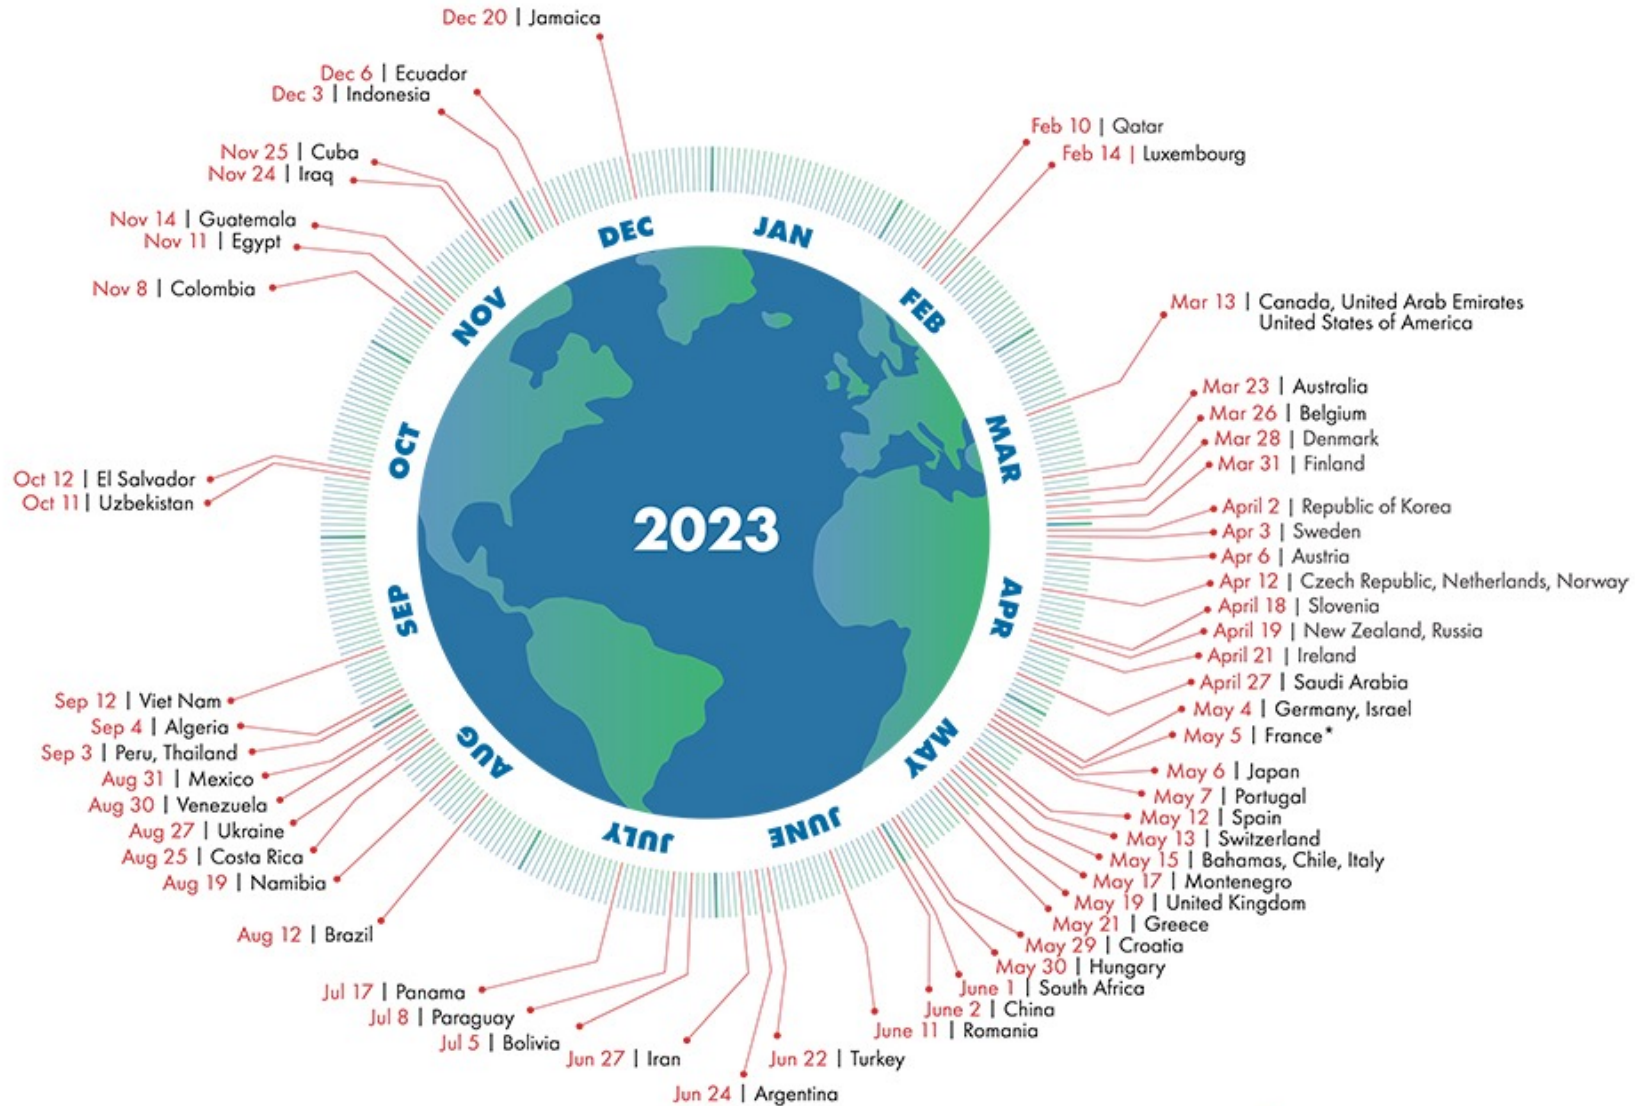 Dec 20 | Jamaica
Dec 6 | Ecuador
Dec 3 | Indonesia
Nov 25 | Cuba
Nov 24 | Iraq
Nov 14 | Guatemala
Nov 11 | Egypt
Nov 8 | Colombia
Oct 12 | El Salvador
Oct 11 | Uzbekistan
Sep 12 | Viet Nam
Sep 4 | Algeria
Sep 3 | Peru, Thailand
Aug 31 | Mexico
Aug 30 | Venezuela
Aug 27 | Ukraine
Aug 25 | Costa Rica
Aug 19 | Namibia
Aug 12 | Brazil
Jul 17 | Panama
Jul 8 | Paraguay
Jul 5 | Bolivia
Jun 27 | Iran
Jun 24 | Argentina
Jun 22 | Turkey
Feb 10 | Qatar
Feb 14 | Luxembourg
Mar 13 | Canada, United Arab Emirates
United States of America
Mar 23 | Australia
Mar 26 | Belgium
Mar 28 | Denmark
Mar 31 | Finland
April 2 | Republic of Korea
Apr 3 | Sweden
Apr 6 | Austria
Apr 12 | Czech Republic, Netherlands, Norway
April 18 | Slovenia
April 19 | New Zealand, Russia
April 21 | Ireland
April 27 | Saudi Arabia
May 4 | Germany, Israel
May 5 | France*
May 6 | Japan
May 7 | Portugal
May 12 | Spain
May 13 | Switzerland
May 15 | Bahamas, Chile, Italy
May 17 | Montenegro
May 19 | United Kingdom
May 21 | Greece
May 29 | Croatia
May 30 | Hungary
June 1 | South Africa
June 2 | China
June 11 | Romania
JAN
FEB
MAR
APR
MAY
JUNE
JULY
AUG
SEP
OCT
NOV
DEC
2023